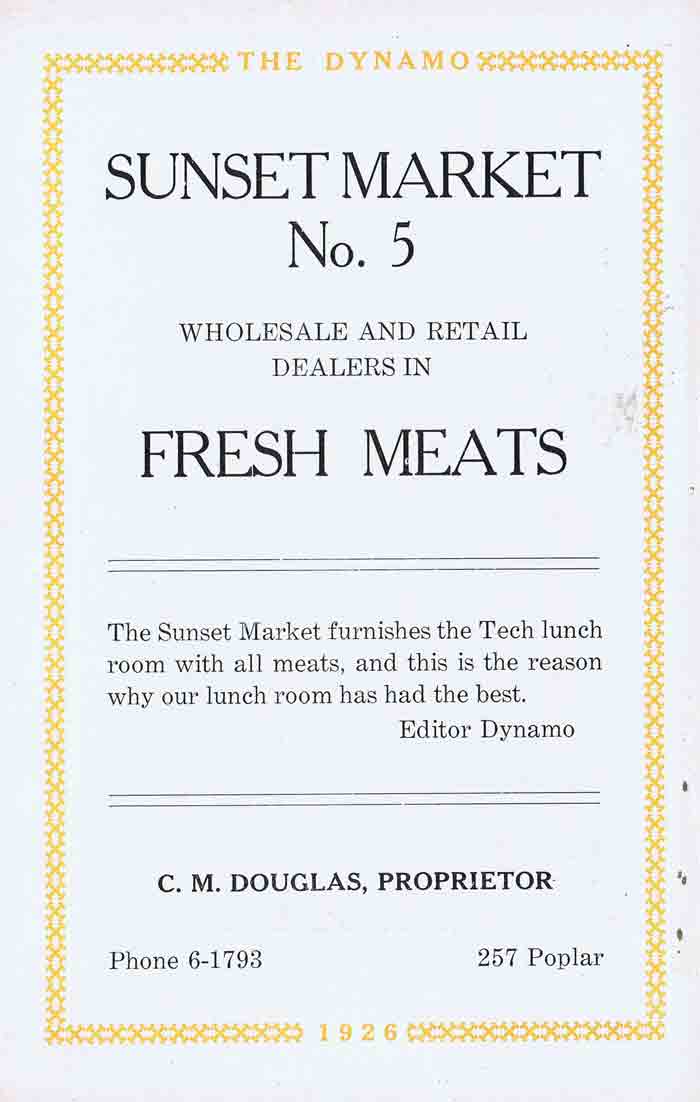 THE DYNAMO
SUNSET MARKET
No. 5
WHOLESALE AND RETAIL
DEALERS IN
FRESH MEATS
The Sunset Market furnishes the Tech lunch
room with all meats, and this is the reason
why our lunch room has had the best.
Editor Dynamo
C. M. DOUGLAS, PROPRIETOR
Phone 6-1793 257 Poplar
1926